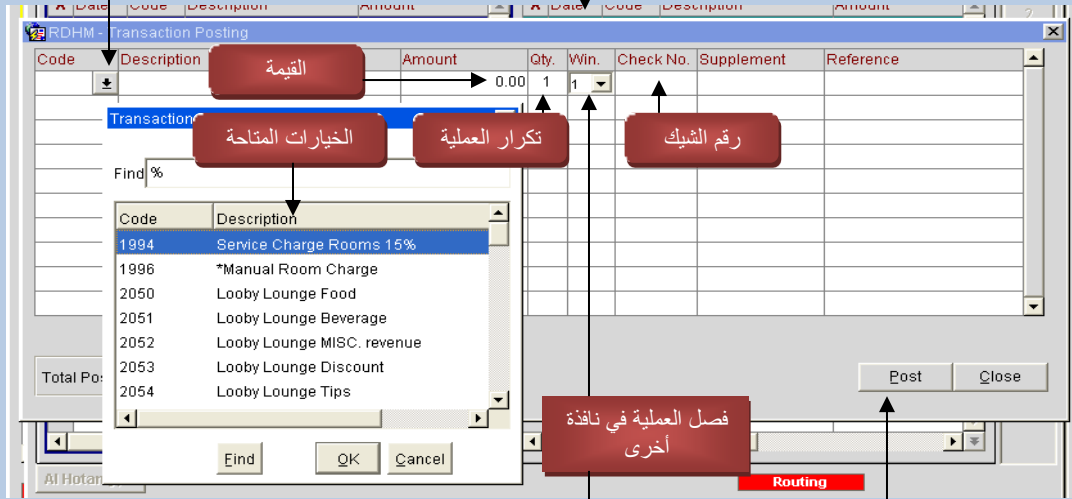 X Date Code Description Amount X Date Code Description Amount
RDHM - Transaction Posting
Code Description Amount Qty. Win. Check No. Supplement Reference
القيمة
0.00 1 1
Transaction
الخيارات المتاحة
تكرار العملية
رقم الشيك
Find %
Code Description
1994 Service Charge Rooms 15%
1996 *Manual Room Charge
2050 Looby Lounge Food
2051 Looby Lounge Beverage
2052 Looby Lounge MISC. revenue
2053 Looby Lounge Discount
2054 Looby Lounge Tips
Total Pos
Post Close
فصل العملية في نافذة
أخرى
Find OK Cancel
Al Hotan
Routing